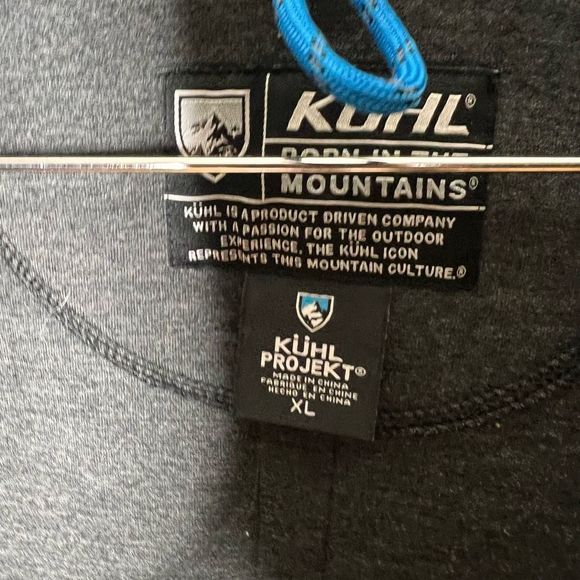 KÜHL®
BORN IN THE
MOUNTAINS®
KÜHL IS A PRODUCT DRIVEN COMPANY
WITH A PASSION FOR THE OUTDOOR
EXPERIENCE, THE KÜHL ICON
REPRESENTS THIS MOUNTAIN CULTURE.®
KÜHL
PROJEKT®
MADE IN CHINA
FABRIQUÉ EN CHINE
HECHO EN CHINA
XL